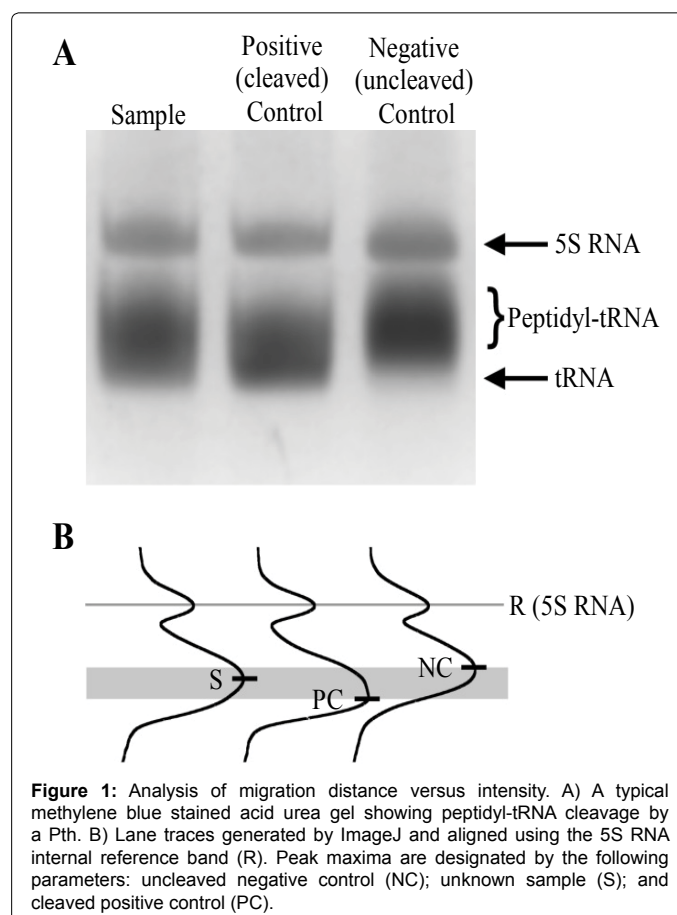 A
Sample
Positive
(cleaved)
Control
Negative
(uncleaved)
Control
5S RNA
Peptidyl-tRNA
tRNA
B
R (5S RNA)
S
PC
NC
Figure 1: Analysis of migration distance versus intensity. A) A typical
methylene blue stained acid urea gel showing peptidyl-tRNA cleavage by
a Pth. B) Lane traces generated by ImageJ and aligned using the 5S RNA
internal reference band (R). Peak maxima are designated by the following
parameters: uncleaved negative control (NC); unknown sample (S); and
cleaved positive control (PC).